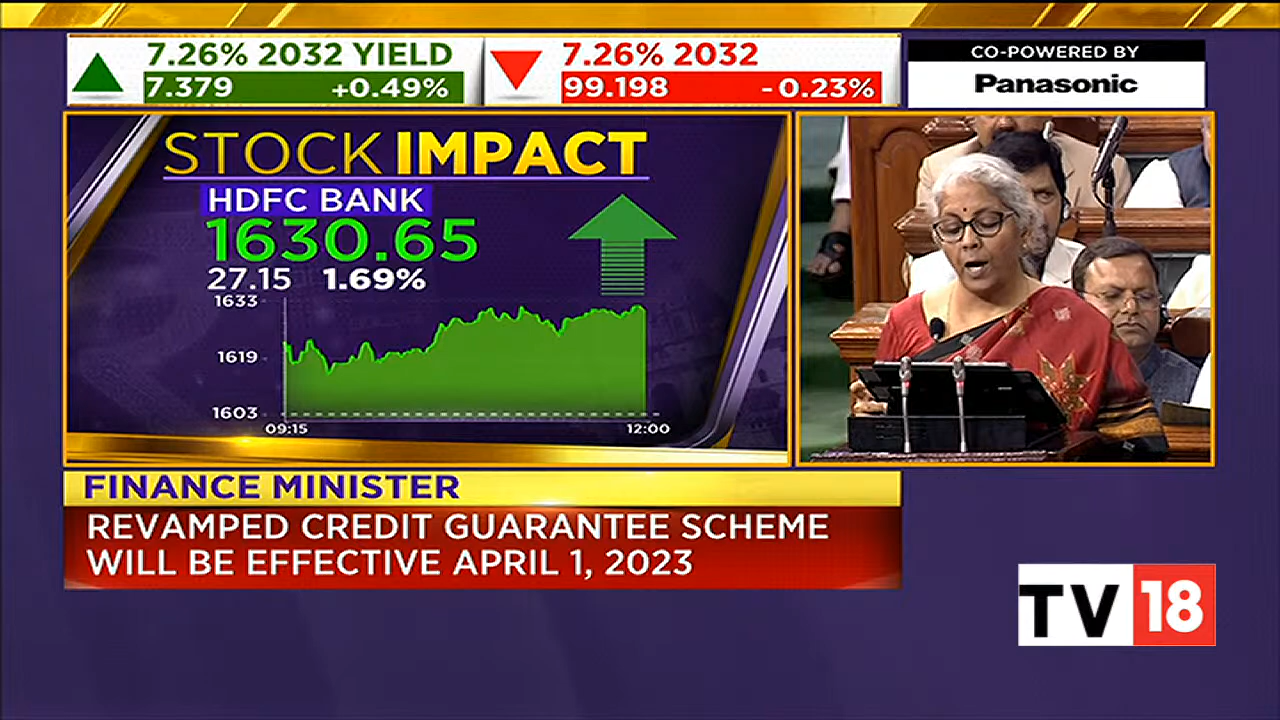 7.26% 2032 YIELD
7.379 +0.49%
7.26% 2032
99.198 -0.23%
CO-POWERED BY
Panasonic
STOCK IMPACT
HDFC BANK
1630.65
27.15 1.69%
1633
1619
1603
09:15 12:00
FINANCE MINISTER
REVAMPED CREDIT GUARANTEE SCHEME
WILL BE EFFECTIVE APRIL 1, 2023
TV18